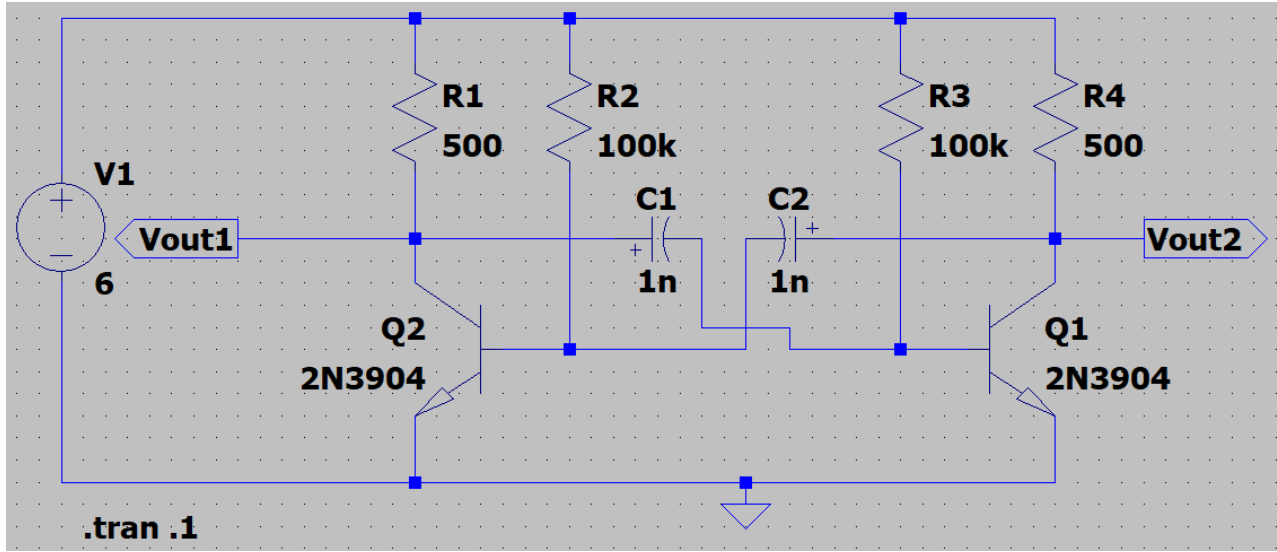 R1
500
R2
100k
R3
100k
R4
500
V1
+
−
6
Vout1
C1
+
1n
C2
+
1n
Vout2
Q2
2N3904
Q1
2N3904
.tran .1